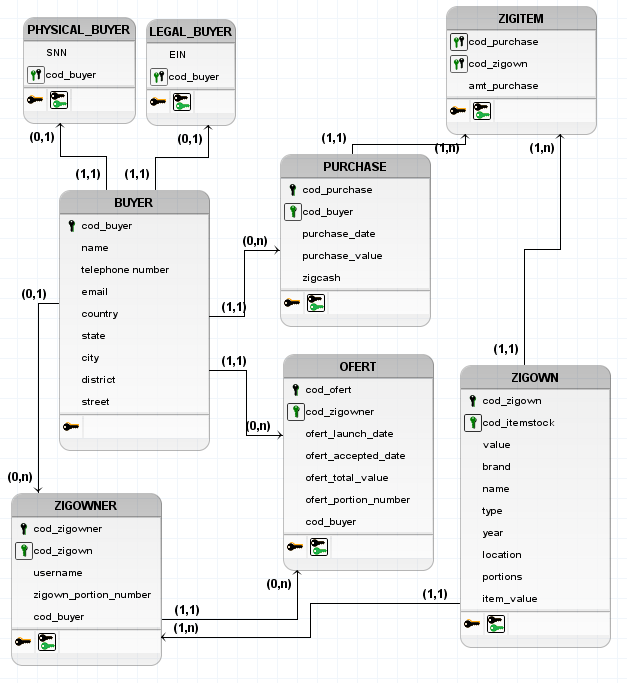 PHYSICAL_BUYER
SNN
cod_buyer
LEGAL_BUYER
EIN
cod_buyer
ZIGITEM
cod_purchase
cod_zigown
amt_purchase
(0,1)
(0,1)
(1,1)
(1,1)
(1,1)
(1,n)
(1,n)
PURCHASE
cod_purchase
cod_buyer
purchase_date
purchase_value
zigcash
BUYER
cod_buyer
name
telephone number
email
country
state
city
district
street
(0,n)
(1,1)
(0,1)
(1,1)
(0,n)
(1,1)
OFERT
cod_ofert
cod_zigowner
ofert_launch_date
ofert_accepted_date
ofert_total_value
ofert_portion_number
cod_buyer
ZIGOWN
cod_zigown
cod_itemstock
value
brand
name
type
year
location
portions
item_value
(0,n)
ZIGOWNER
cod_zigowner
cod_zigown
username
zigown_portion_number
cod_buyer
(0,n)
(1,1)
(1,1)
(1,n)